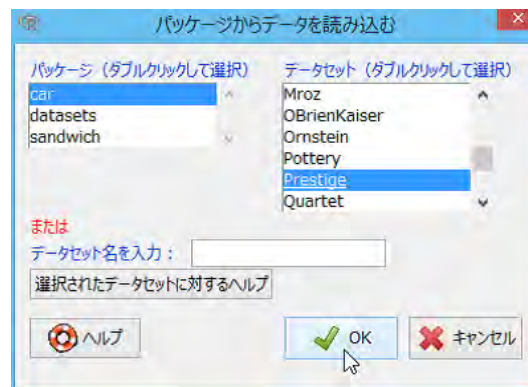 パッケージからデータを読み込む
パッケージ（ダブルクリックして選択）
car
datasets
sandwich
データセット（ダブルクリックして選択）
Mroz
OBrienKaiser
Ornstein
Pottery
Prestige
Quartet
または
データセット名を入力：
選択されたデータセットに対するヘルプ
ヘルプ
OK
キャンセル